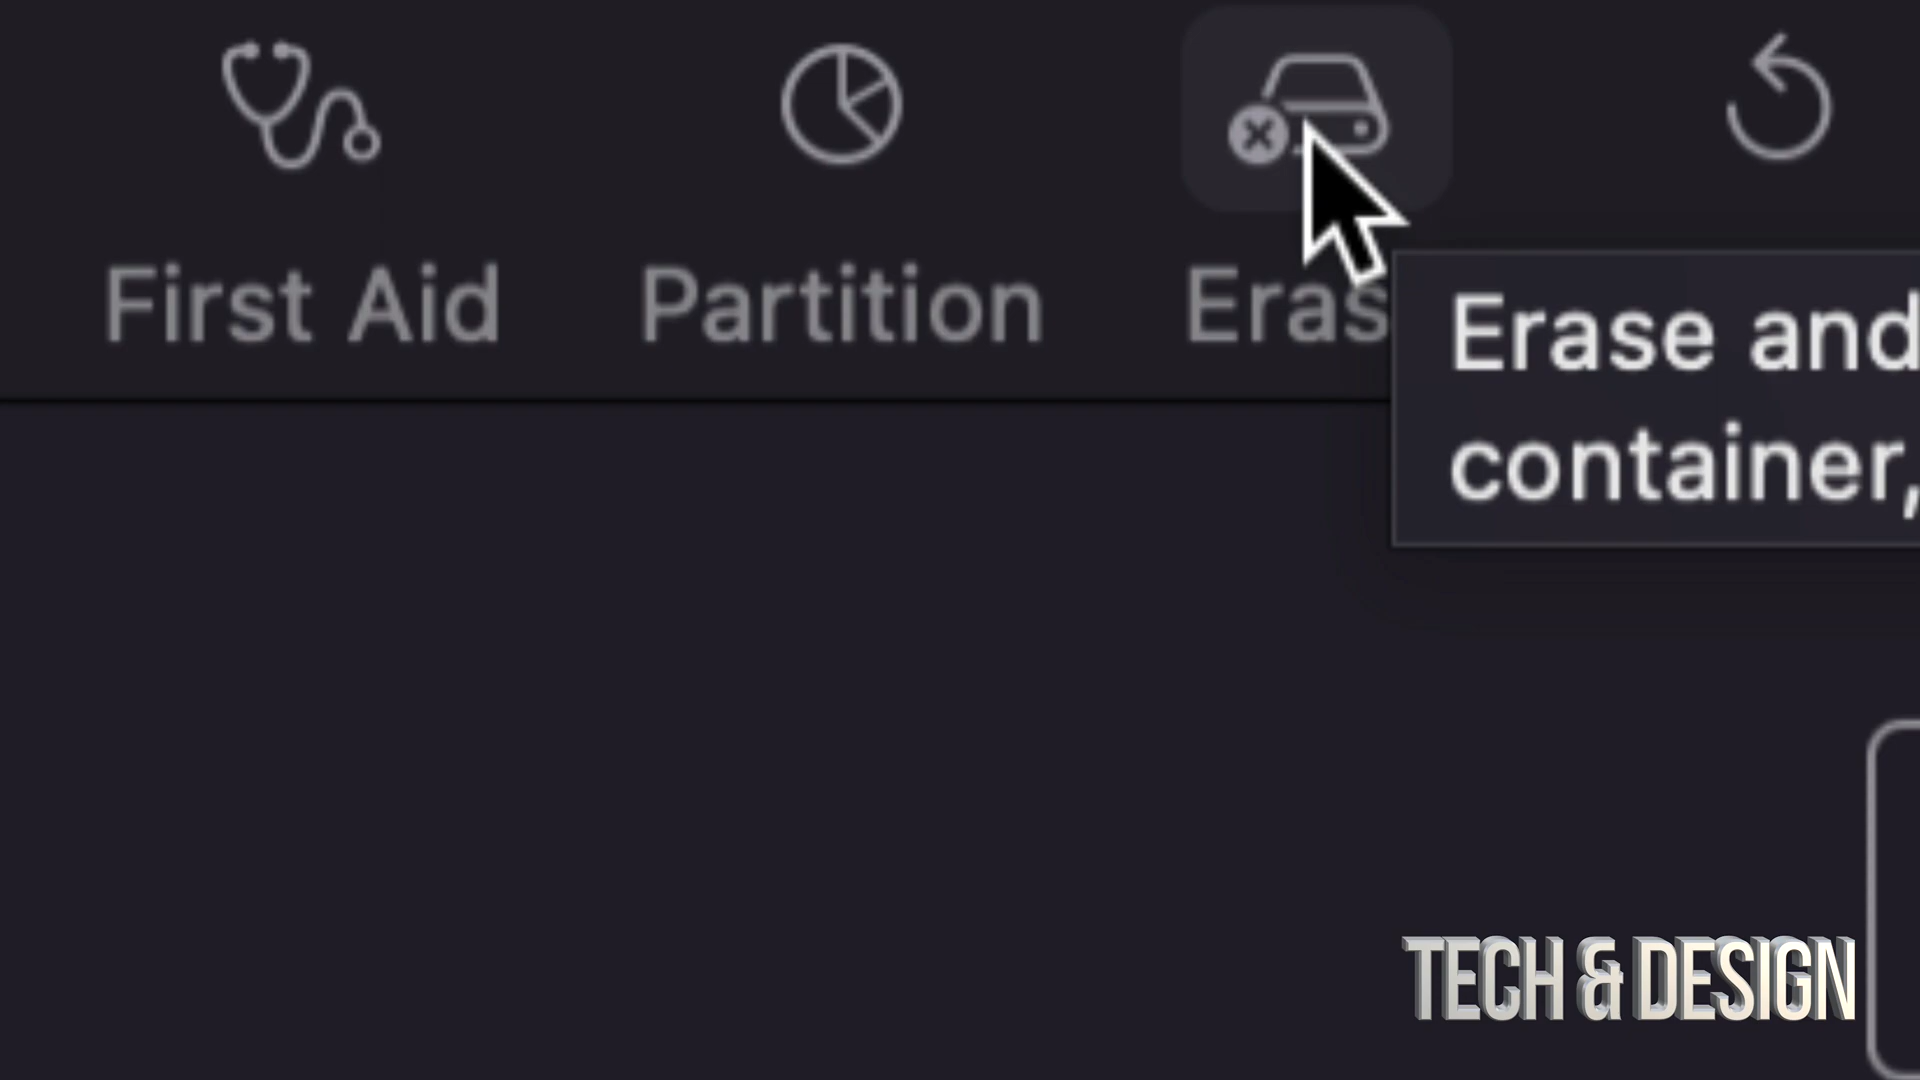 First Aid
Partition
Eras
Erase and
container,
TECH & DESIGN